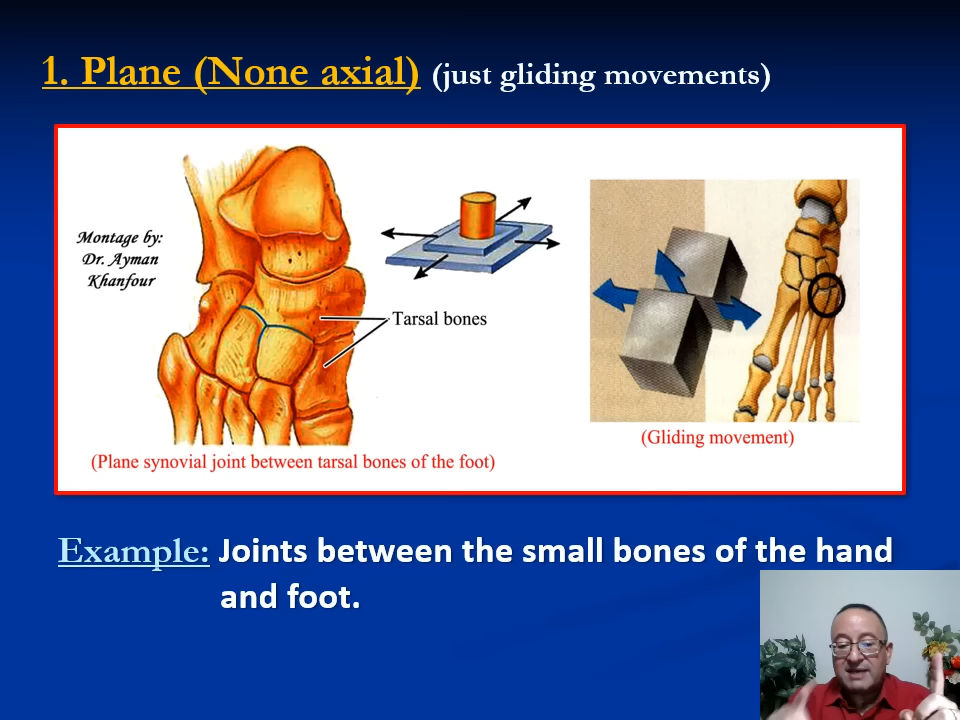 1. Plane (None axial) (just gliding movements)
Montage by:
Dr. Ayman
Khanfour
Tarsal bones
(Plane synovial joint between tarsal bones of the foot)
(Gliding movement)
Example: Joints between the small bones of the hand
and foot.